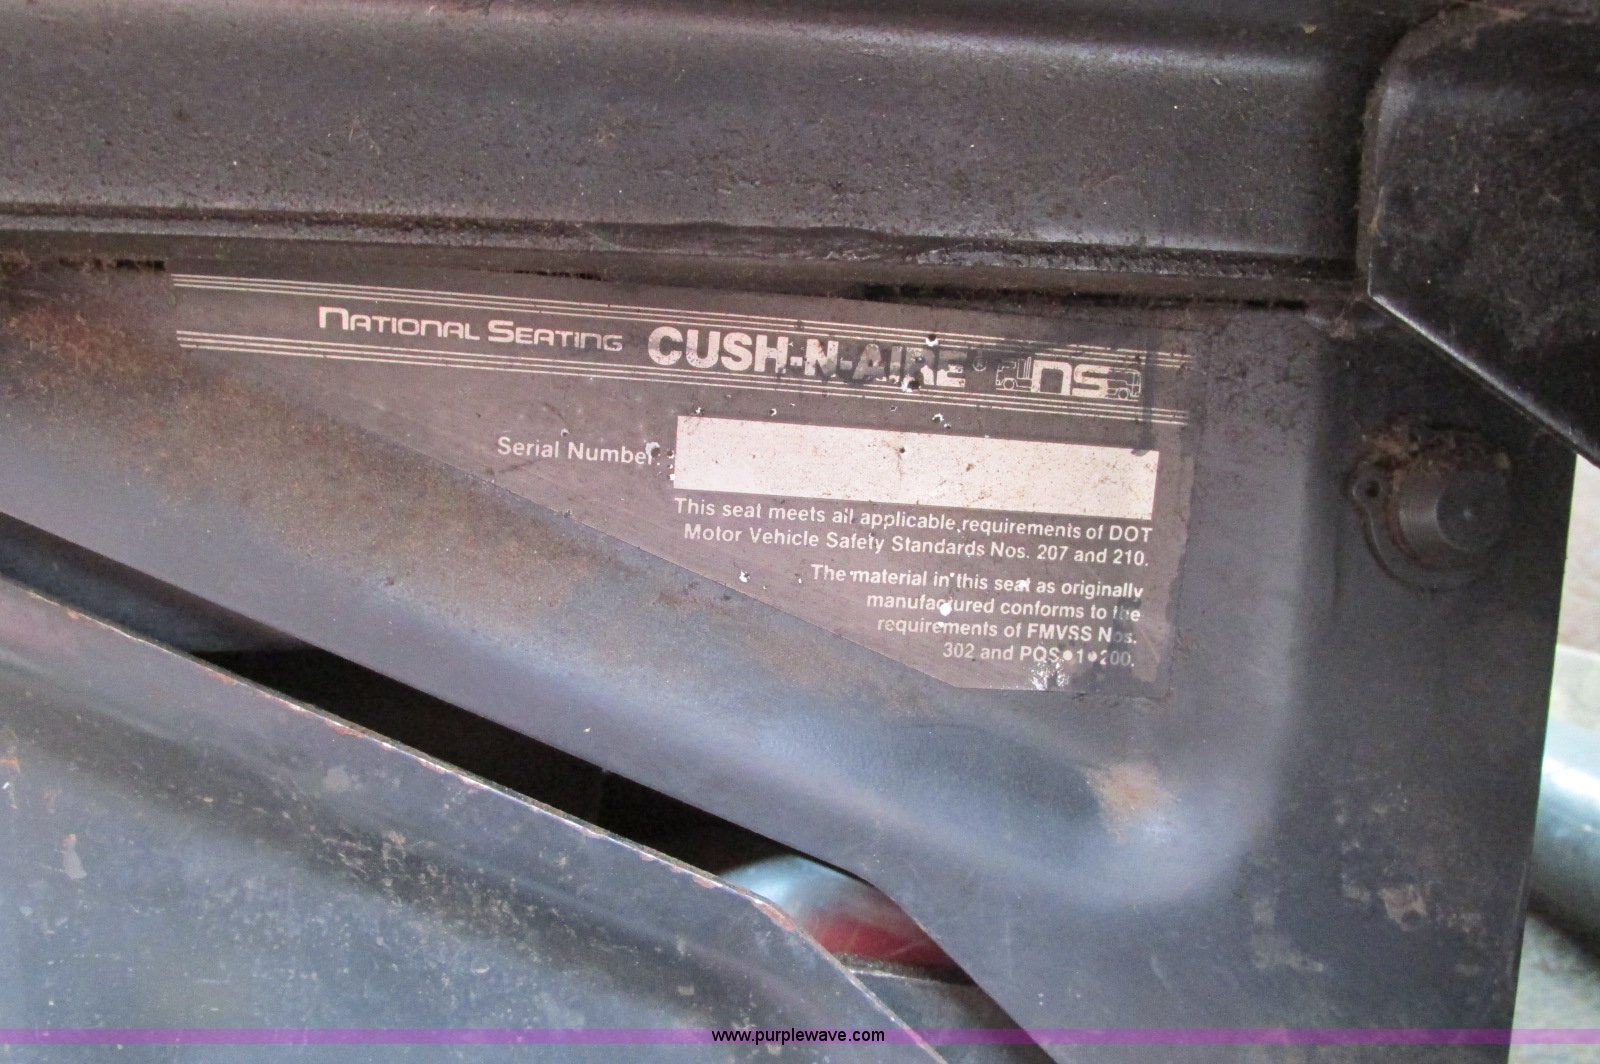 NATIONAL SEATING CUSH-N-AIRE® NS
Serial Number:
This seat meets all applicable requirements of DOT
Motor Vehicle Safety Standards Nos. 207 and 210.
The material in this seat as originally
manufactured conforms to the
requirements of FMVSS Nos.
302 and PQS•1•200.
www.purplewave.com